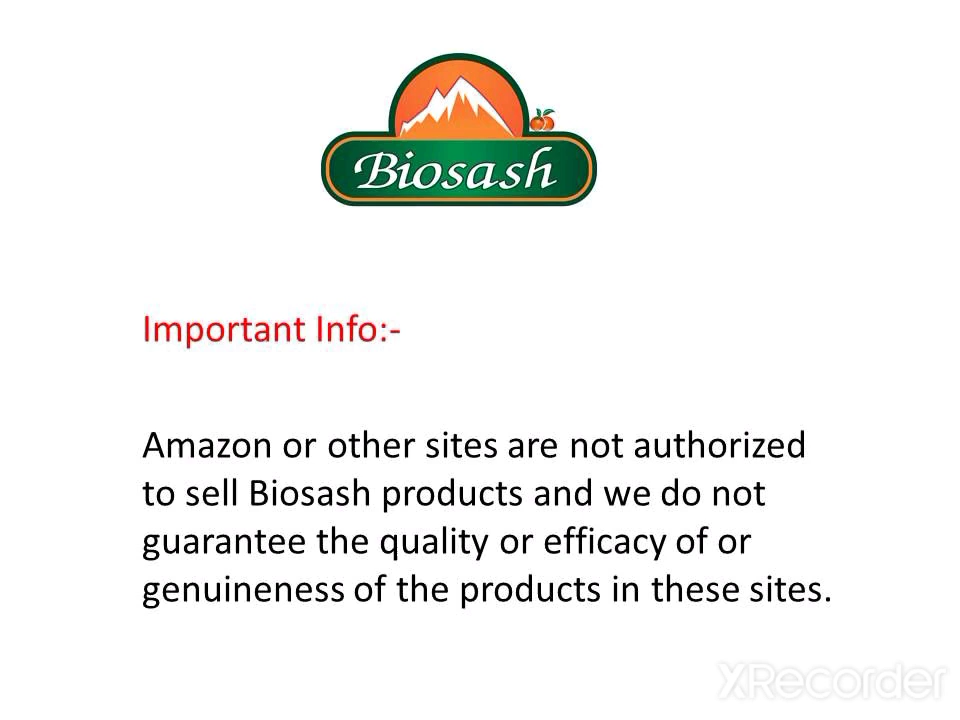 Biosash
Important Info:-
Amazon or other sites are not authorized
to sell Biosash products and we do not
guarantee the quality or efficacy of or
genuineness of the products in these sites.
XRecorder